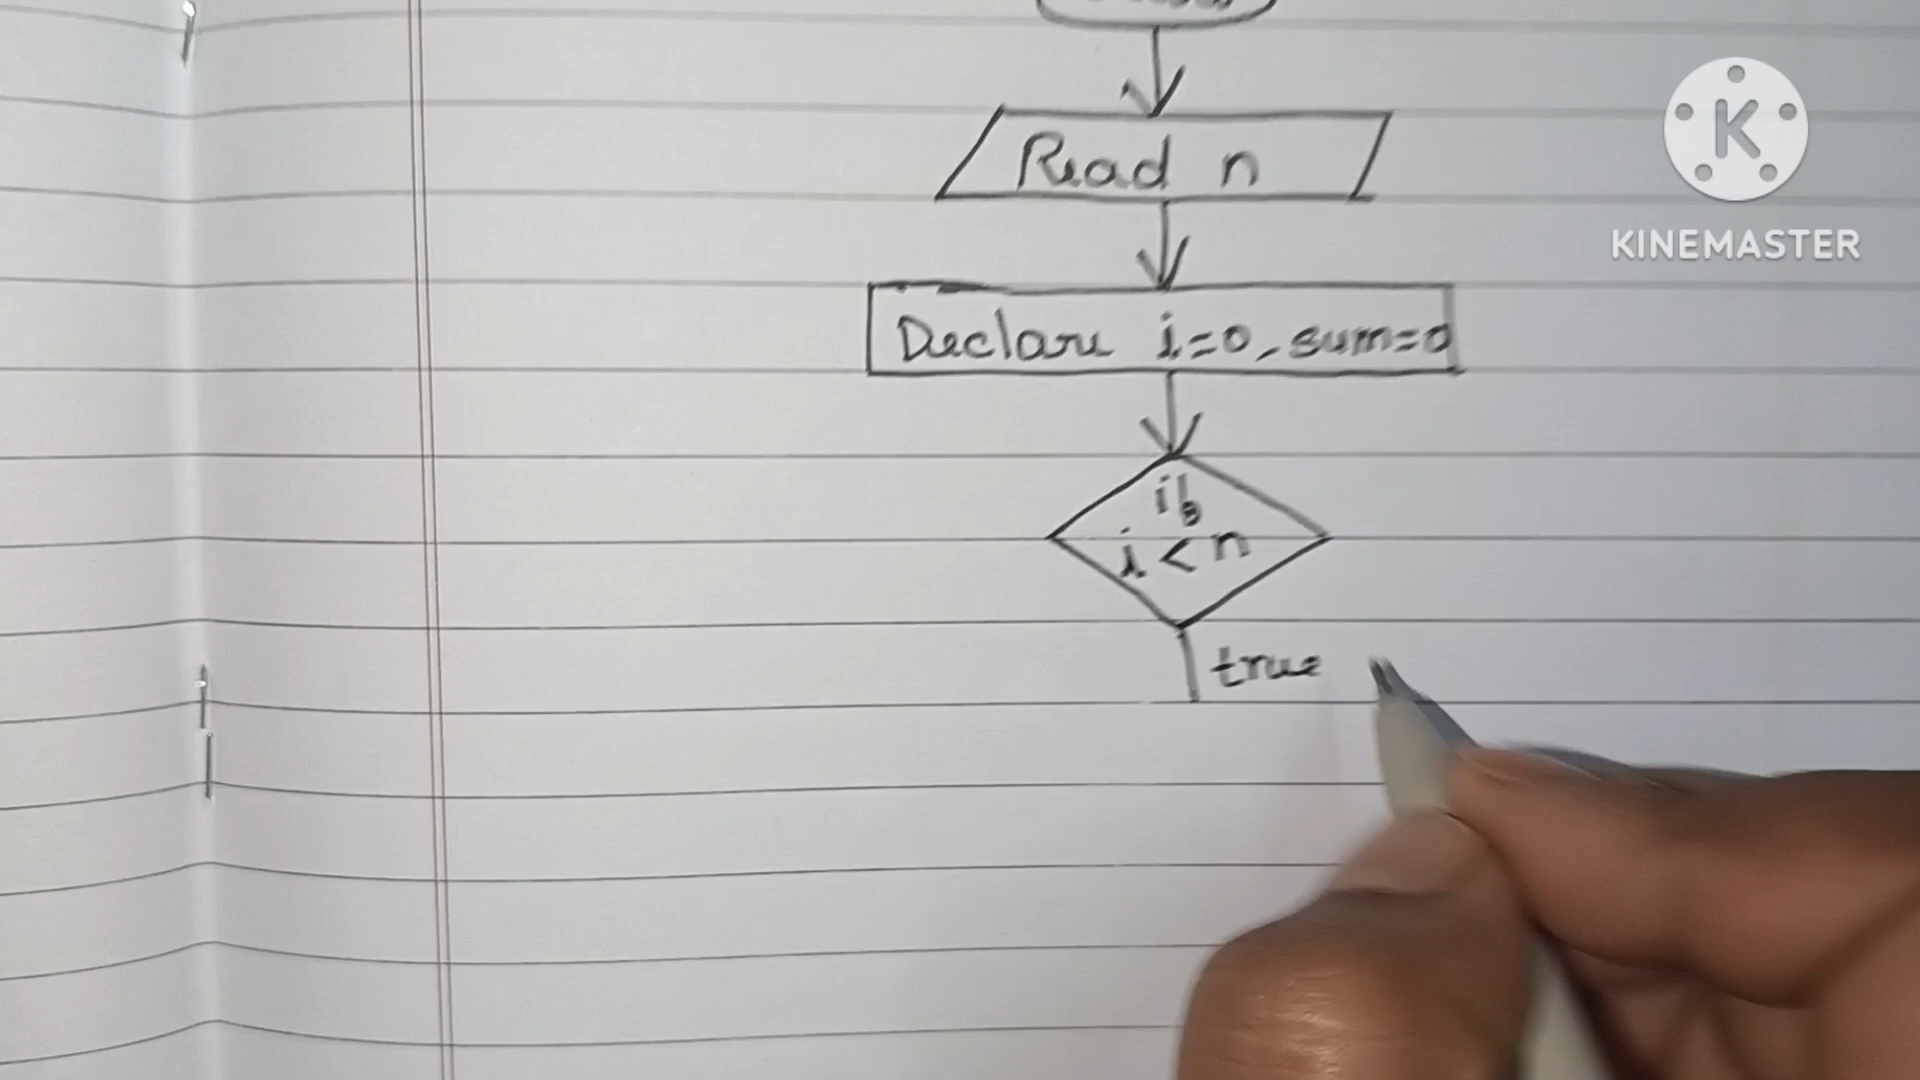 Read n
Declare i=0, sum=0
if
i < n
true
K
KINEMASTER